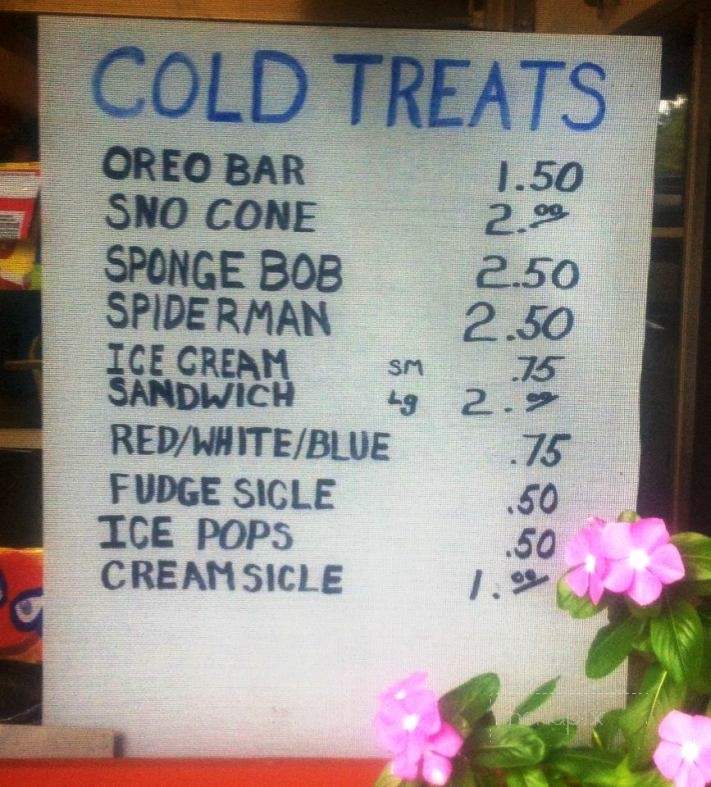 COLD TREATS
OREO BAR 1.50
SNO CONE 2.00
SPONGE BOB 2.50
SPIDERMAN 2.50
ICE CREAM SM .75
SANDWICH Lg 2.00
RED/WHITE/BLUE .75
FUDGE SICLE .50
ICE POPS .50
CREAMSICLE 1.00